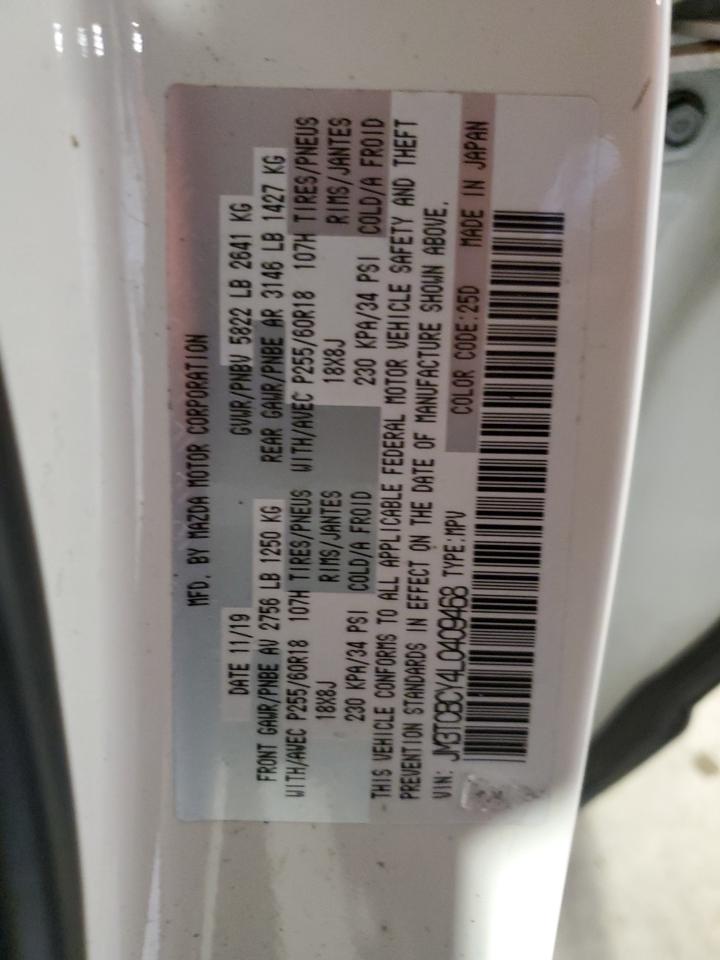 MFD. BY MAZDA MOTOR CORPORATION
DATE 11/19 GVWR/PNBV 5822 LB 2641 KG
FRONT GAWR/PNBE AV 2756 LB 1250 KG REAR GAWR/PNBE AR 3146 LB 1427 KG
WITH/AVEC P255/60R18 107H TIRES/PNEUS WITH/AVEC P255/60R18 107H TIRES/PNEUS
18X8J RIMS/JANTES 18X8J RIMS/JANTES
230 KPA/34 PSI COLD/A FROID 230 KPA/34 PSI COLD/A FROID
THIS VEHICLE CONFORMS TO ALL APPLICABLE FEDERAL MOTOR VEHICLE SAFETY AND THEFT
PREVENTION STANDARDS IN EFFECT ON THE DATE OF MANUFACTURE SHOWN ABOVE.
VIN: JM3TCBCY4L0409468 TYPE:MPV COLOR CODE:25D MADE IN JAPAN